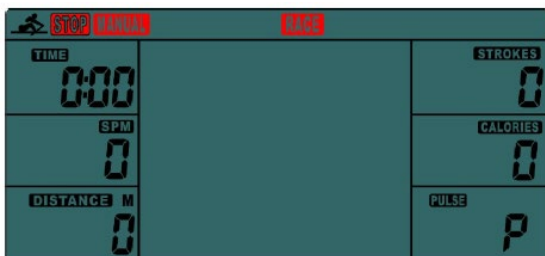 STOP MANUAL RACE
TIME
0:00
SPM
0
DISTANCE M
0
STROKES
0
CALORIES
0
PULSE
P